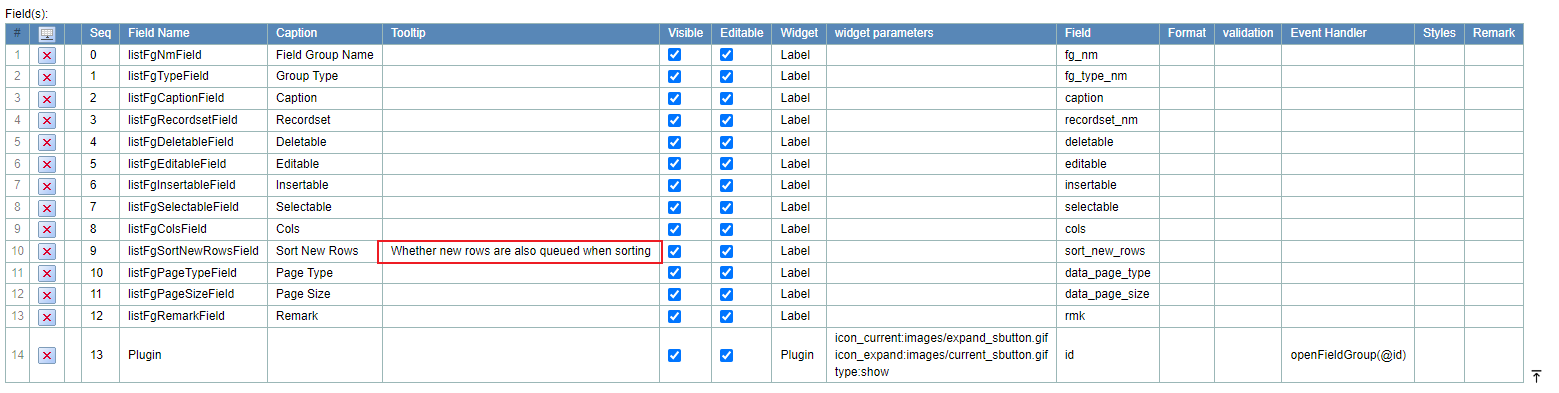 Field(s):
# Seq Field Name Caption Tooltip Visible Editable Widget widget parameters Field Format validation Event Handler Styles Remark
1 0 listFgNmField Field Group Name Label fg_nm
2 1 listFgTypeField Group Type Label fg_type_nm
3 2 listFgCaptionField Caption Label caption
4 3 listFgRecordsetField Recordset Label recordset_nm
5 4 listFgDeletableField Deletable Label deletable
6 5 listFgEditableField Editable Label editable
7 6 listFgInsertableField Insertable Label insertable
8 7 listFgSelectableField Selectable Label selectable
9 8 listFgColsField Cols Label cols
10 9 listFgSortNewRowsField Sort New Rows Whether new rows are also queued when sorting Label sort_new_rows
11 10 listFgPageTypeField Page Type Label data_page_type
12 11 listFgPageSizeField Page Size Label data_page_size
13 12 listFgRemarkField Remark Label rmk
icon_current:images/expand_sbutton.gif
14 13 Plugin Plugin icon_expand:images/current_sbutton.gif id openFieldGroup(@id)
type:show